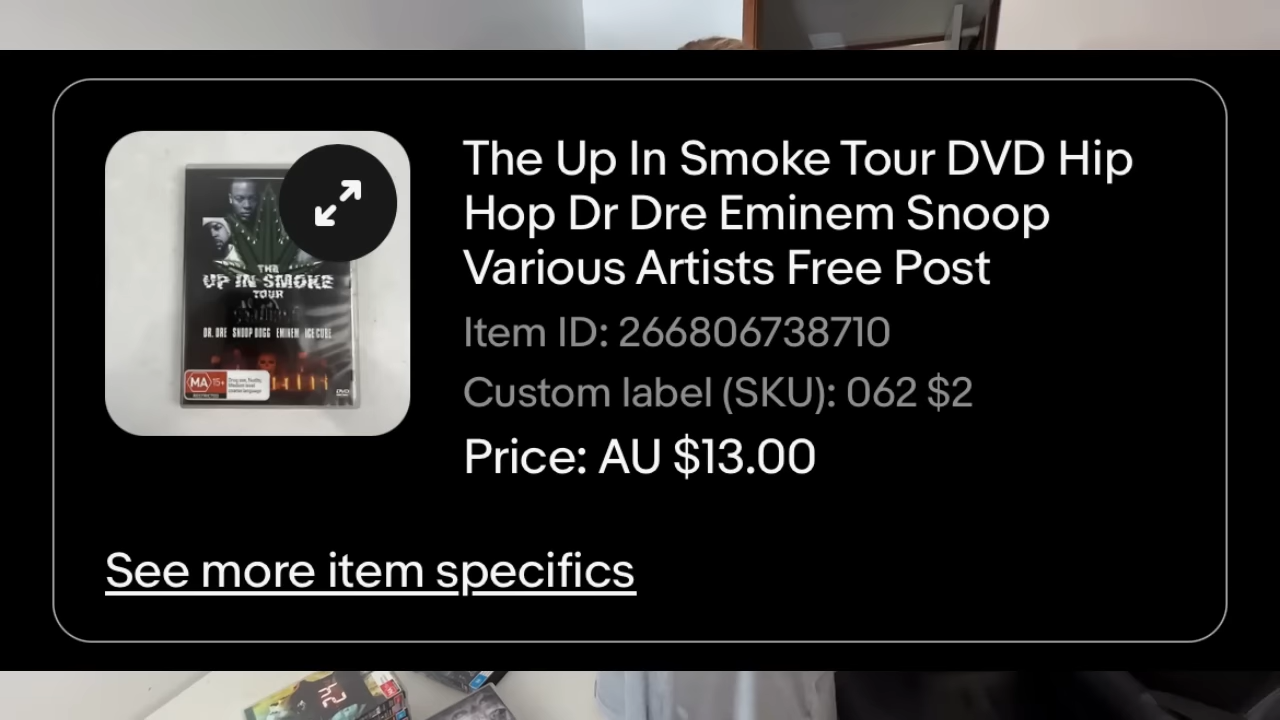 The Up In Smoke Tour DVD Hip
Hop Dr Dre Eminem Snoop
Various Artists Free Post
Item ID: 266806738710
Custom label (SKU): 062 $2
Price: AU $13.00
See more item specifics
THE
UP IN SMOKE
TOUR
DR. DRE SNOOP DOGG EMINEM ICE CUBE
MA 15+
DVD
24